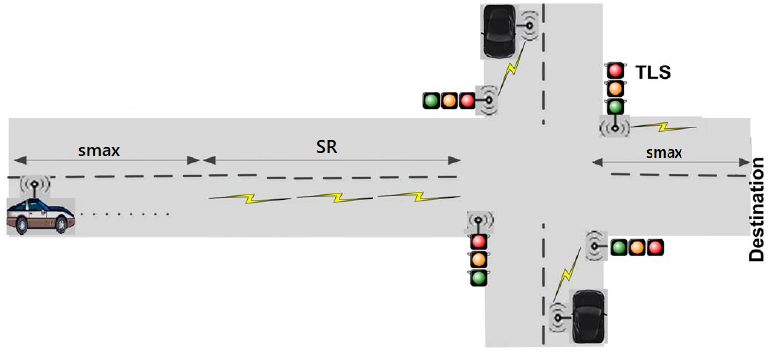 TLS
smax
SR
smax
Destination